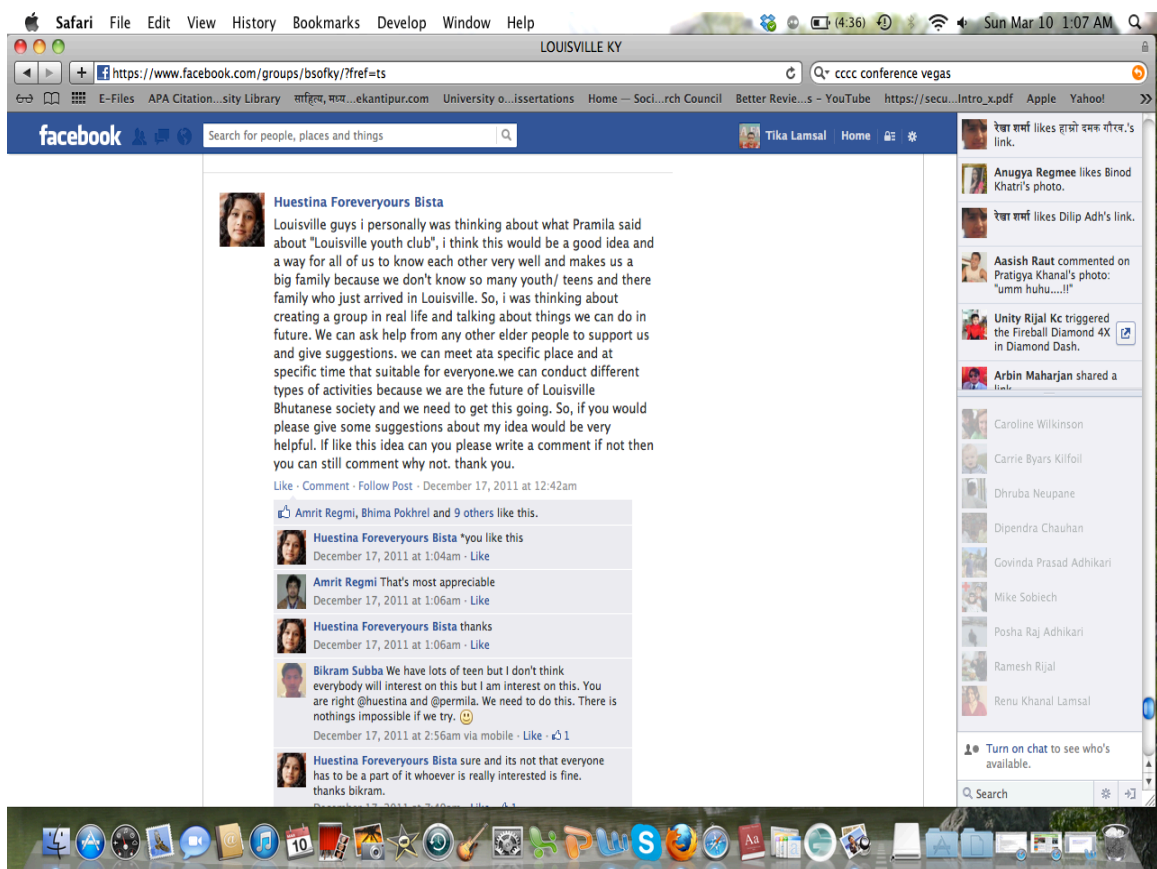 Safari File Edit View History Bookmarks Develop Window Help (4:36) Sun Mar 10 1:07 AM
LOUISVILLE KY
https://www.facebook.com/groups/bsofky/?fref=ts cccc conference vegas
E-Files APA Citation...sity Library साहित्य, मध्य...ekantipur.com University o...issertations Home — Soci...rch Council Better Revie...s – YouTube https://secu...Intro_x.pdf Apple Yahoo!
facebook Search for people, places and things Tika Lamsal Home
Huestina Foreveryours Bista
Louisville guys i personally was thinking about what Pramila said
about "Louisville youth club", i think this would be a good idea and
a way for all of us to know each other very well and makes us a
big family because we don't know so many youth/ teens and there
family who just arrived in Louisville. So, i was thinking about
creating a group in real life and talking about things we can do in
future. We can ask help from any other elder people to support us
and give suggestions. we can meet ata specific place and at
specific time that suitable for everyone.we can conduct different
types of activities because we are the future of Louisville
Bhutanese society and we need to get this going. So, if you would
please give some suggestions about my idea would be very
helpful. If like this idea can you please write a comment if not then
you can still comment why not. thank you.
Like · Comment · Follow Post · December 17, 2011 at 12:42am
Amrit Regmi, Bhima Pokhrel and 9 others like this.
Huestina Foreveryours Bista *you like this
December 17, 2011 at 1:04am · Like
Amrit Regmi That's most appreciable
December 17, 2011 at 1:06am · Like
Huestina Foreveryours Bista thanks
December 17, 2011 at 1:06am · Like
Bikram Subba We have lots of teen but I don't think
everybody will interest on this but I am interest on this. You
are right @huestina and @permila. We need to do this. There is
nothings impossible if we try.
December 17, 2011 at 2:56am via mobile · Like · 1
Huestina Foreveryours Bista sure and its not that everyone
has to be a part of it whoever is really interested is fine.
thanks bikram.
रेखा शर्मा likes हाम्रो दमक गौरव.'s
link.
Anugya Regmee likes Binod
Khatri's photo.
रेखा शर्मा likes Dilip Adh's link.
Aasish Raut commented on
Pratigya Khanal's photo:
"umm huhu....!!"
Unity Rijal Kc triggered
the Fireball Diamond 4X
in Diamond Dash.
Arbin Maharjan shared a
link
Caroline Wilkinson
Carrie Byars Kilfoil
Dhruba Neupane
Dipendra Chauhan
Govinda Prasad Adhikari
Mike Sobiech
Posha Raj Adhikari
Ramesh Rijal
Renu Khanal Lamsal
Turn on chat to see who's
available.
Search
10
Aa